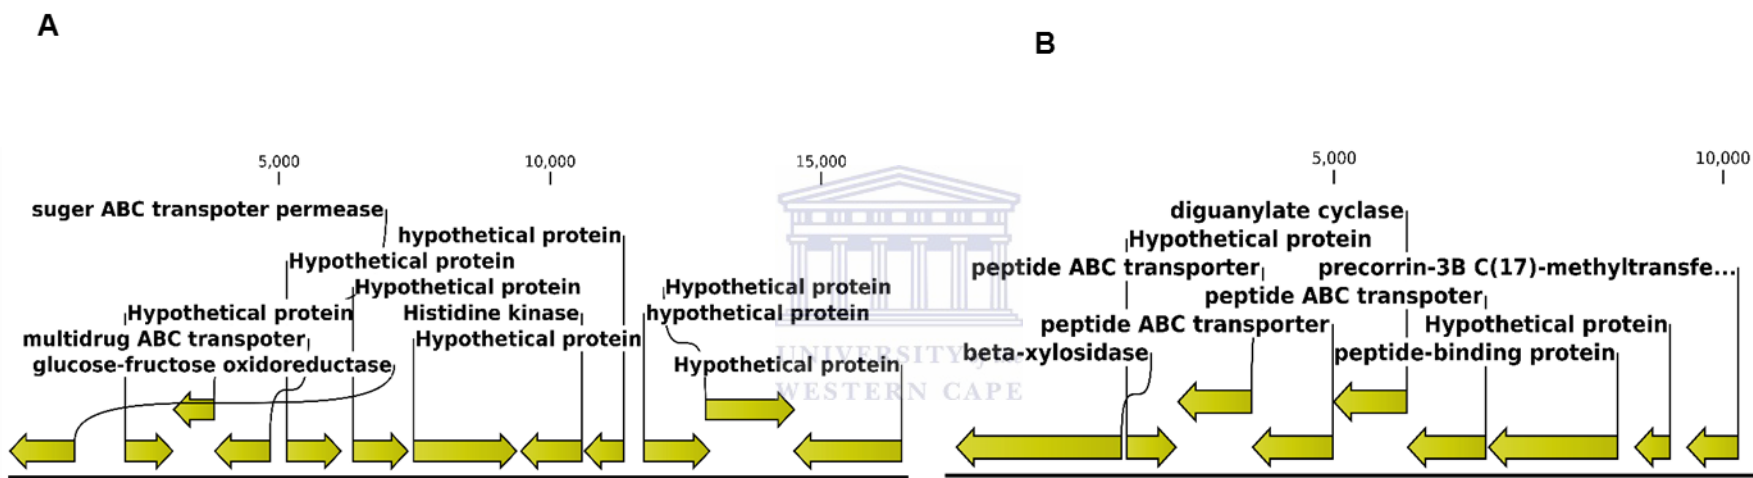 A
5,000
10,000
15,000
suger ABC transpoter permease
hypothetical protein
Hypothetical protein
Hypothetical protein
Hypothetical protein
Hypothetical protein
Histidine kinase
hypothetical protein
multidrug ABC transpoter
Hypothetical protein
glucose-fructose oxidoreductase
Hypothetical protein
UNIVERSITY of the
WESTERN CAPE
B
5,000
10,000
diguanylate cyclase
Hypothetical protein
peptide ABC transporter
precorrin-3B C(17)-methyltransfe...
peptide ABC transpoter
peptide ABC transporter
Hypothetical protein
beta-xylosidase
peptide-binding protein